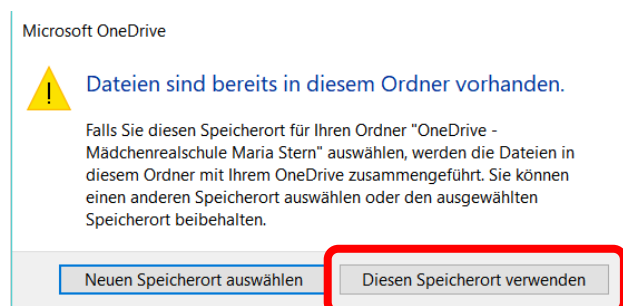 Microsoft OneDrive
Dateien sind bereits in diesem Ordner vorhanden.
Falls Sie diesen Speicherort für Ihren Ordner "OneDrive -
Mädchenrealschule Maria Stern" auswählen, werden die Dateien in
diesem Ordner mit Ihrem OneDrive zusammengeführt. Sie können
einen anderen Speicherort auswählen oder den ausgewählten
Speicherort beibehalten.
Neuen Speicherort auswählen
Diesen Speicherort verwenden